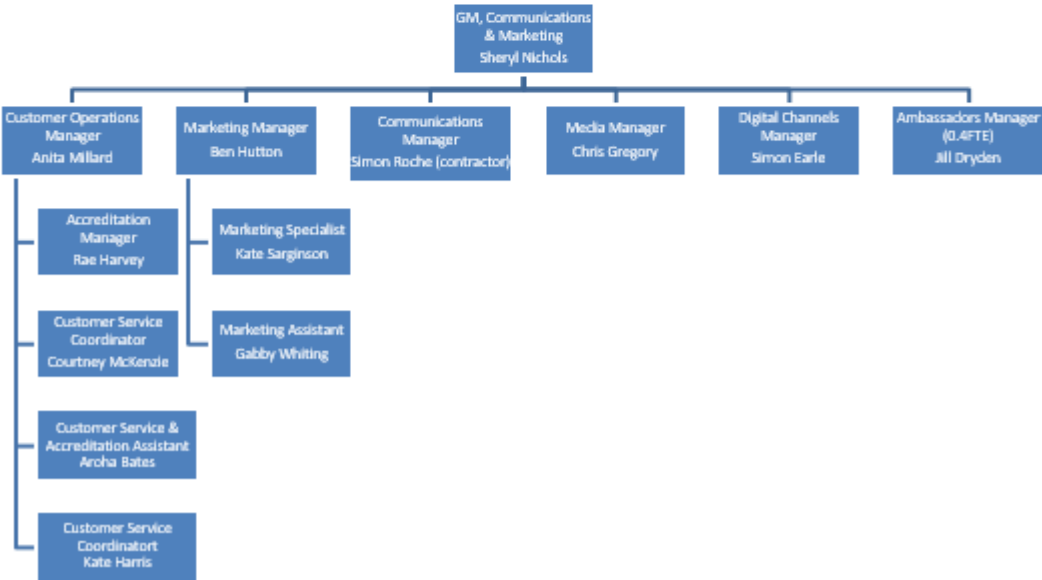 GM, Communications
& Marketing
Sheryl Nichols
Customer Operations
Manager
Anita Millard
Marketing Manager
Ben Hutton
Communications
Manager
Simon Roche (contractor)
Media Manager
Chris Gregory
Digital Channels
Manager
Simon Earle
Ambassadors Manager
(0.4FTE)
Jill Dryden
Accreditation
Manager
Rae Harvey
Customer Service
Coordinator
Courtney McKenzie
Customer Service &
Accreditation Assistant
Aroha Bates
Customer Service
Coordinatort
Kate Harris
Marketing Specialist
Kate Sarginson
Marketing Assistant
Gabby Whiting